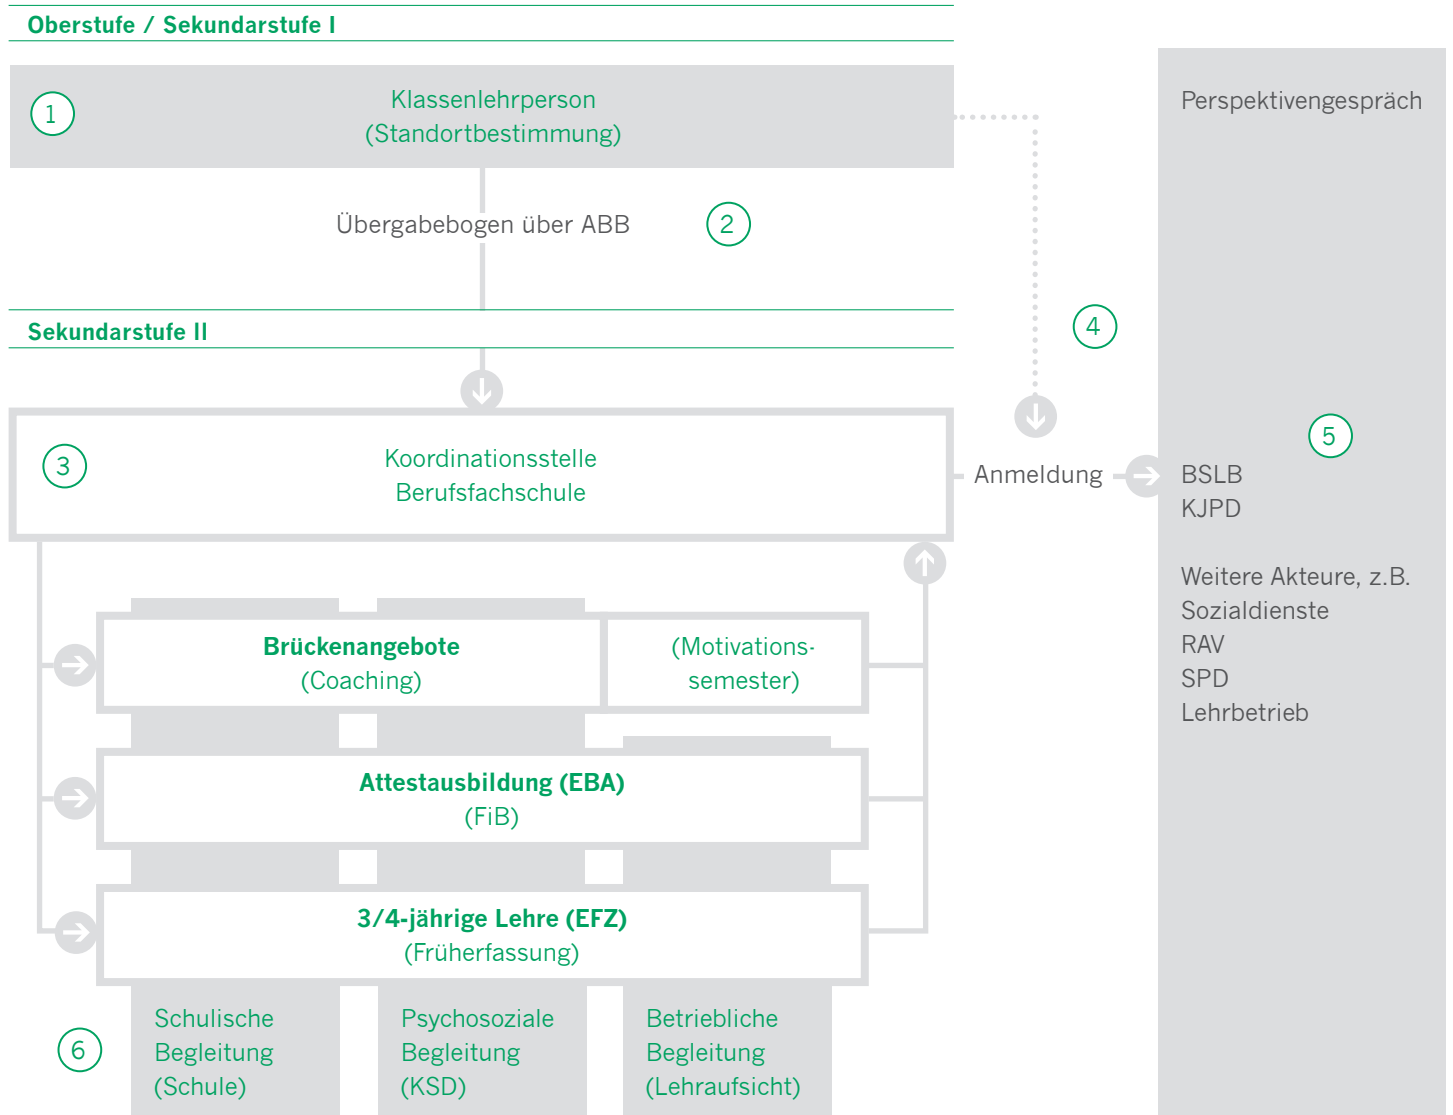 Oberstufe / Sekundarstufe I
1
Klassenlehrperson
(Standortbestimmung)
Übergabebogen über ABB
2
Sekundarstufe II
3
Koordinationsstelle
Berufsfachschule
4
Anmeldung
Perspektivengespräch
5
BSLB
KJPD
Weitere Akteure, z.B.
Sozialdienste
RAV
SPD
Lehrbetrieb
Brückenangebote
(Coaching)
(Motivations-
semester)
Attestausbildung (EBA)
(FiB)
3/4-jährige Lehre (EFZ)
(Früherfassung)
6
Schulische
Begleitung
(Schule)
Psychosoziale
Begleitung
(KSD)
Betriebliche
Begleitung
(Lehraufsicht)